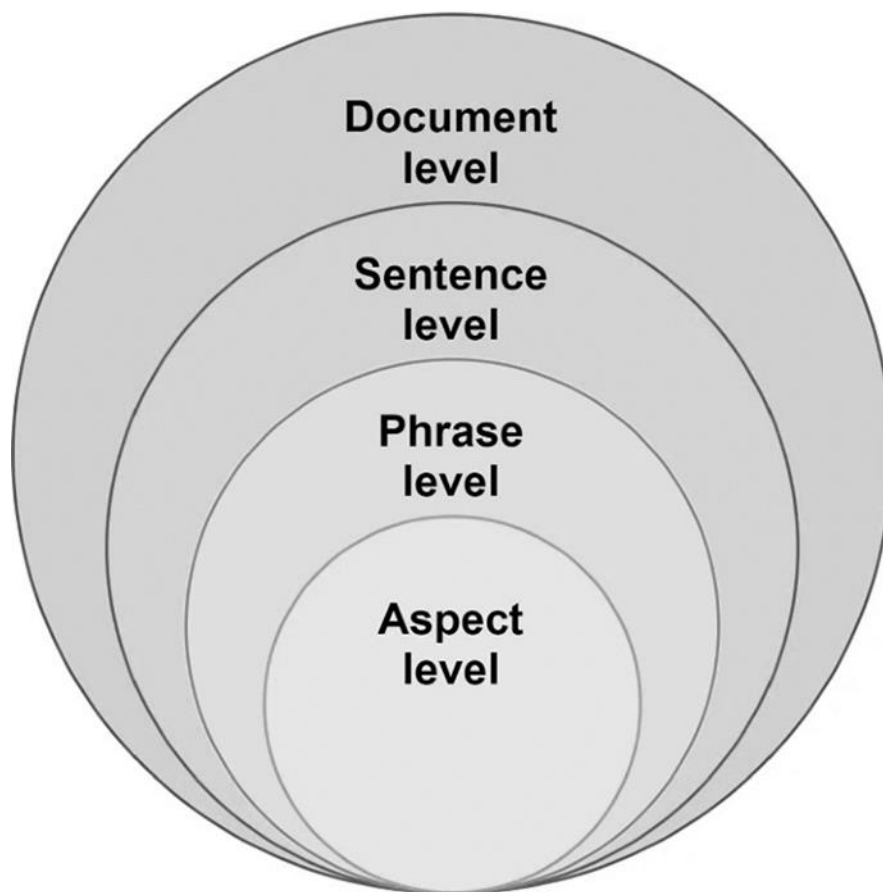 Document
level
Sentence
level
Phrase
level
Aspect
level